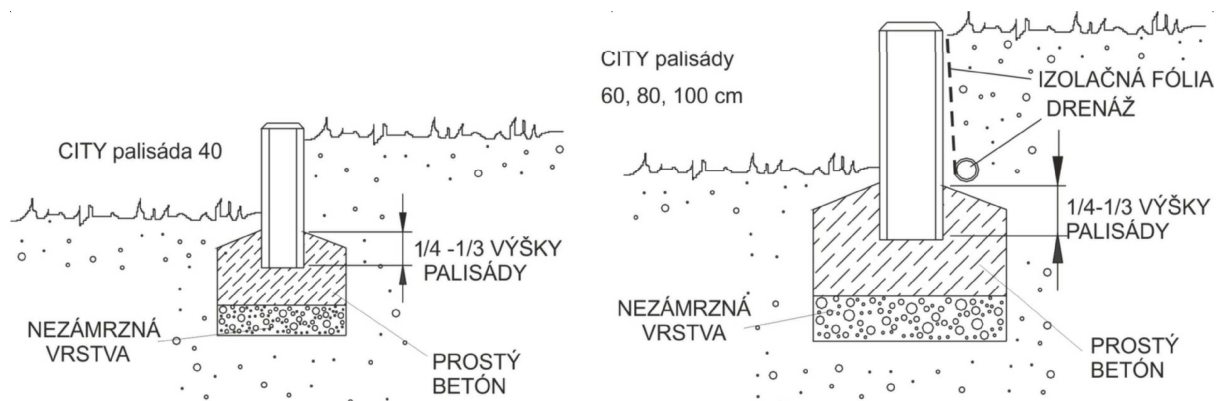 CITY palisáda 40
1/4 -1/3 VÝŠKY
PALISÁDY
NEZÁMRZNÁ
VRSTVA
PROSTÝ
BETÓN
CITY palisády
60, 80, 100 cm
IZOLAČNÁ FÓLIA
DRENÁŽ
1/4-1/3 VÝŠKY
PALISÁDY
NEZÁMRZNÁ
VRSTVA
PROSTÝ
BETÓN